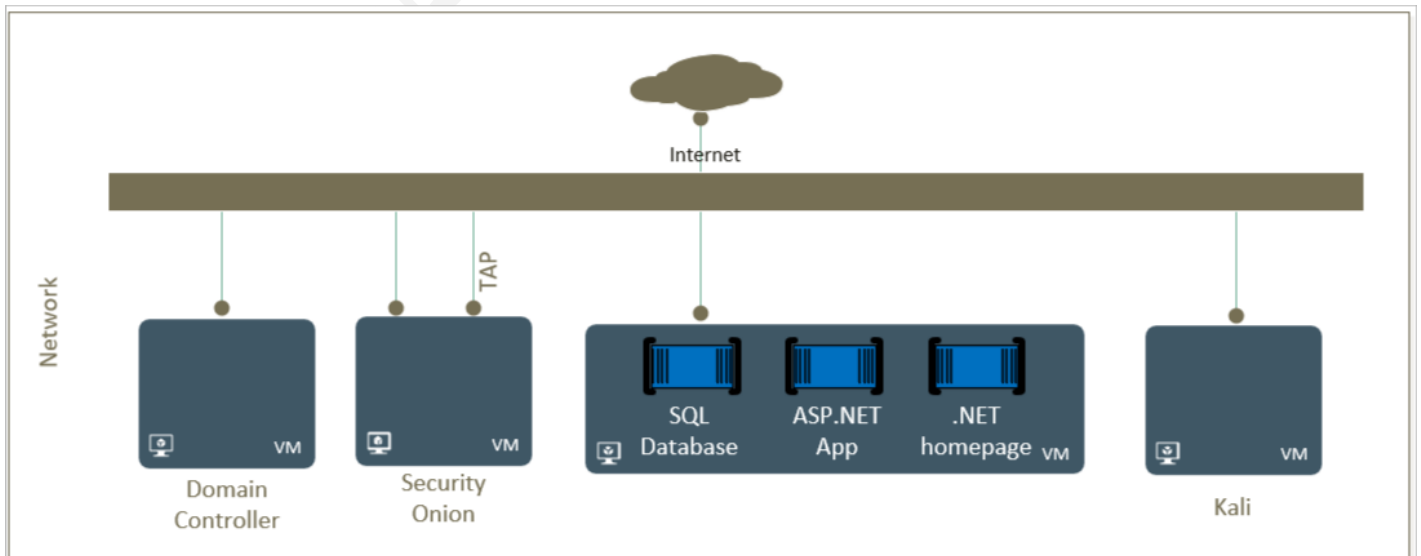 Internet
Network
TAP
VM
Domain
Controller
VM
Security
Onion
SQL
Database
ASP.NET
App
.NET
homepage
VM
VM
Kali